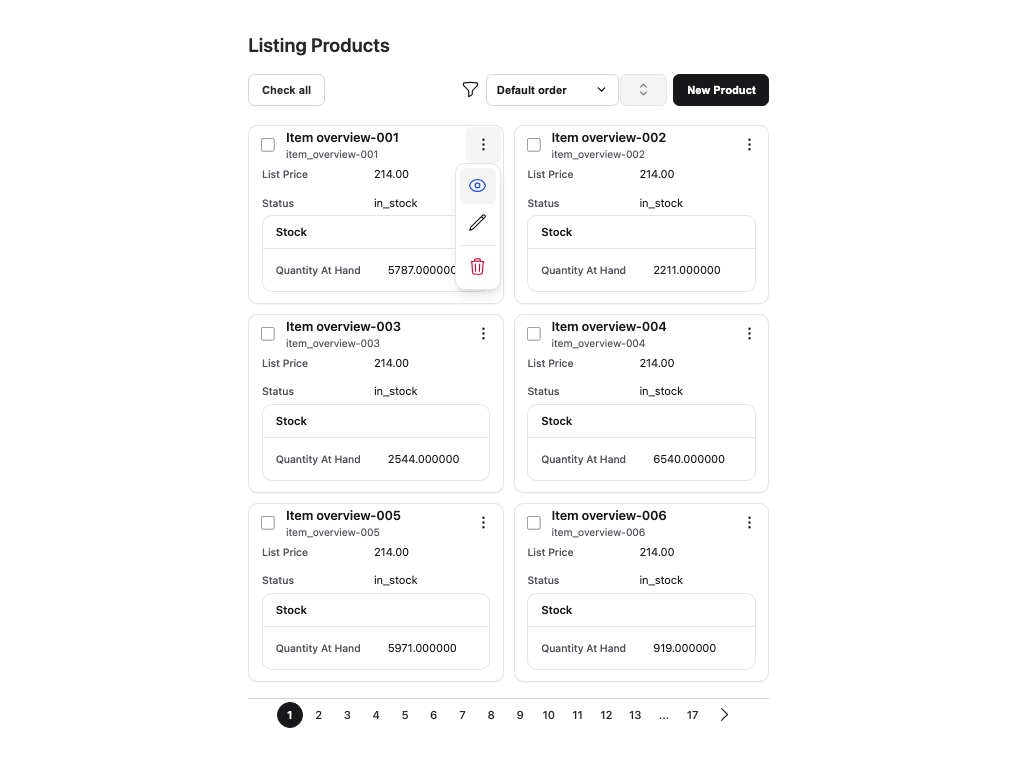 Listing Products
Check all
Default order
New Product
Item overview-001
item_overview-001
List Price 214.00
Status in_stock
Stock
Quantity At Hand 5787.000000
Item overview-002
item_overview-002
List Price 214.00
Status in_stock
Stock
Quantity At Hand 2211.000000
Item overview-003
item_overview-003
List Price 214.00
Status in_stock
Stock
Quantity At Hand 2544.000000
Item overview-004
item_overview-004
List Price 214.00
Status in_stock
Stock
Quantity At Hand 6540.000000
Item overview-005
item_overview-005
List Price 214.00
Status in_stock
Stock
Quantity At Hand 5971.000000
Item overview-006
item_overview-006
List Price 214.00
Status in_stock
Stock
Quantity At Hand 919.000000
1 2 3 4 5 6 7 8 9 10 11 12 13 ... 17